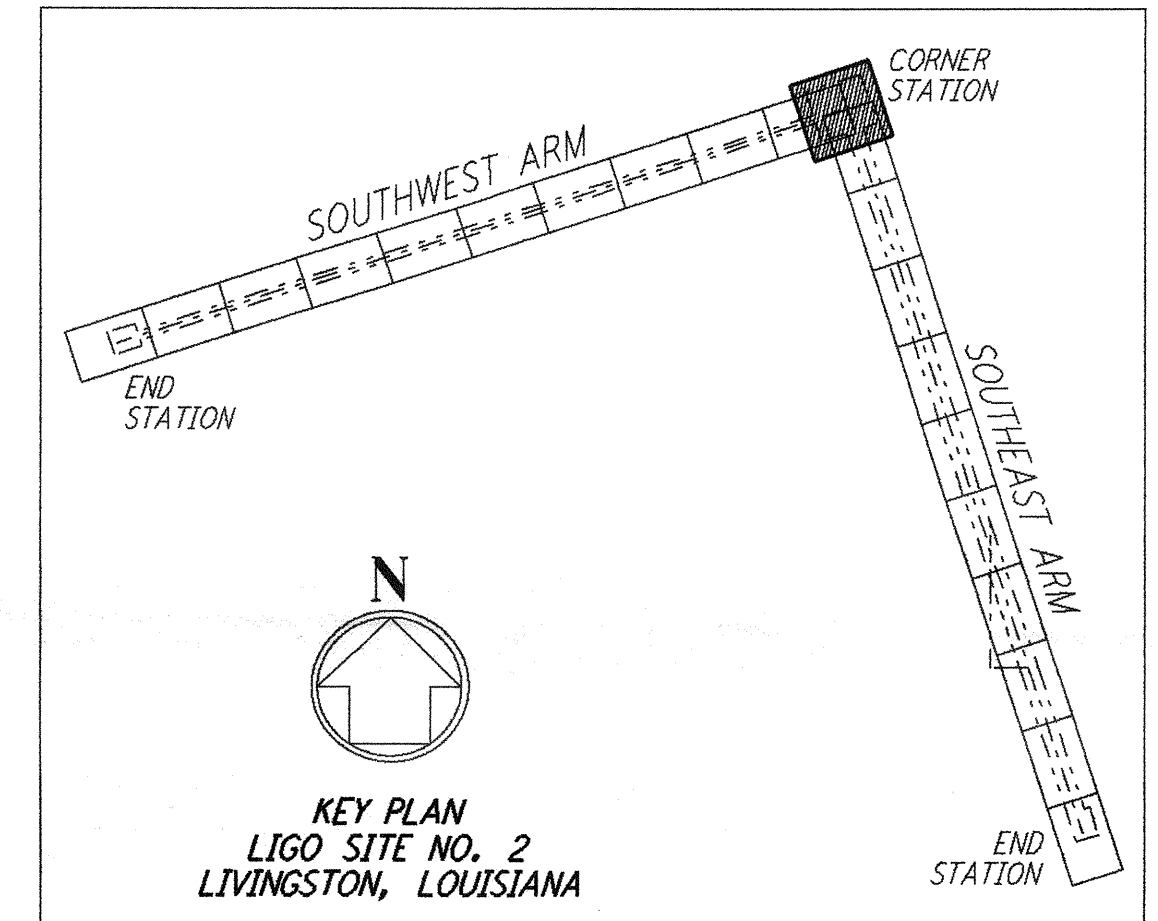 CORNER
STATION
SOUTHWEST ARM
END
STATION
SOUTHEAST ARM
N
KEY PLAN
LIGO SITE NO. 2
LIVINGSTON, LOUISIANA
END
STATION